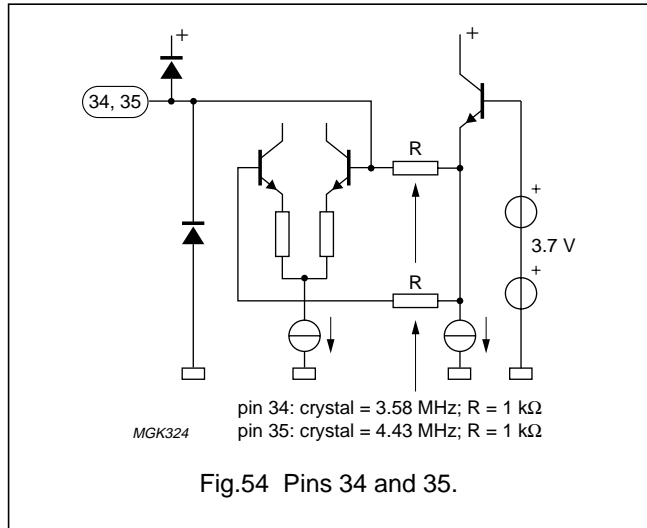 +
+
34, 35
R
+
3.7 V
R
+
pin 34: crystal = 3.58 MHz; R = 1 kΩ
MGK324
pin 35: crystal = 4.43 MHz; R = 1 kΩ
Fig.54 Pins 34 and 35.